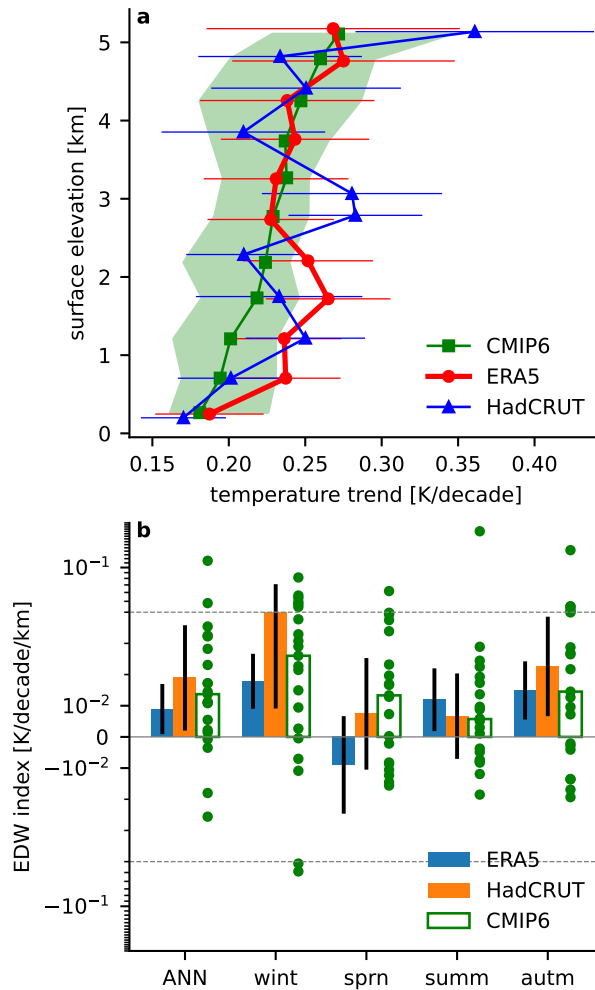 a
5
4
3
2
1
0
surface elevation [km]
CMIP6
ERA5
HadCRUT
0.15 0.20 0.25 0.30 0.35 0.40
temperature trend [K/decade]
b
10⁻¹
10⁻²
0
−10⁻²
−10⁻¹
EDW index [K/decade/km]
ERA5
HadCRUT
CMIP6
ANN wint sprn summ autm